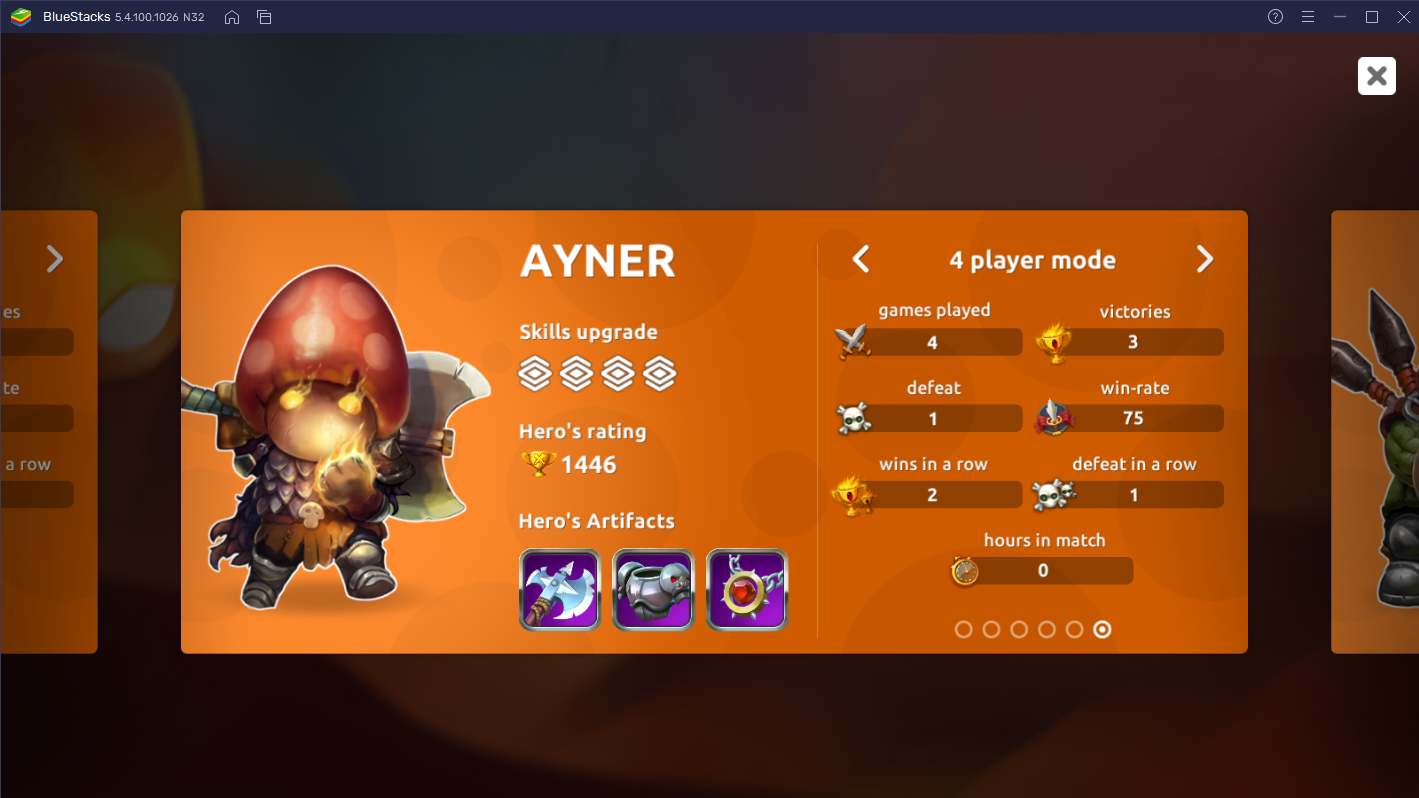 BlueStacks 5.4.100.1026 N32
es
te
a row
AYNER
Skills upgrade
Hero's rating
1446
Hero's Artifacts
4 player mode
games played
4
victories
3
defeat
1
win-rate
75
wins in a row
2
defeat in a row
1
hours in match
0